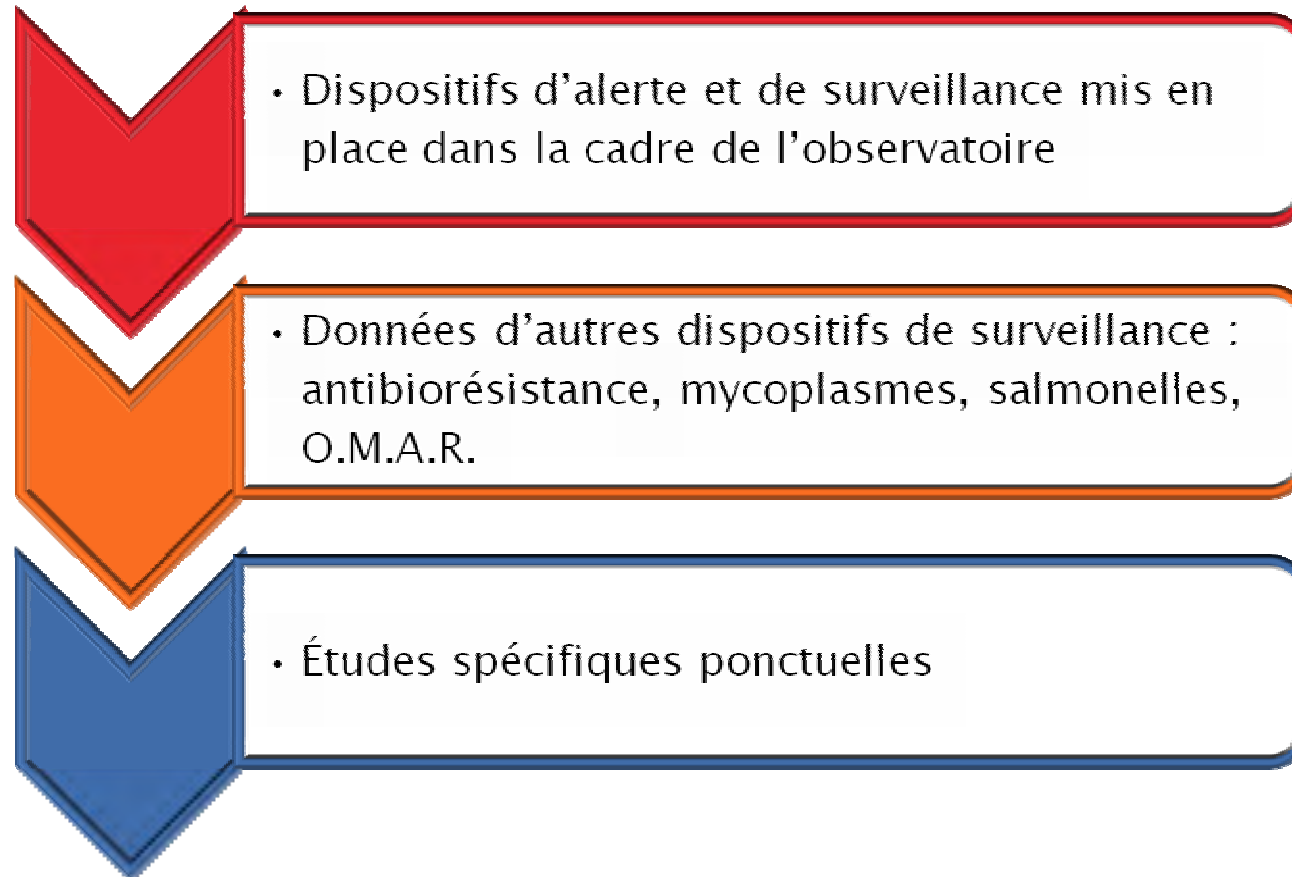 • Dispositifs d’alerte et de surveillance mis en
place dans la cadre de l’observatoire
• Données d’autres dispositifs de surveillance :
antibiorésistance, mycoplasmes, salmonelles,
O.M.A.R.
• Études spécifiques ponctuelles